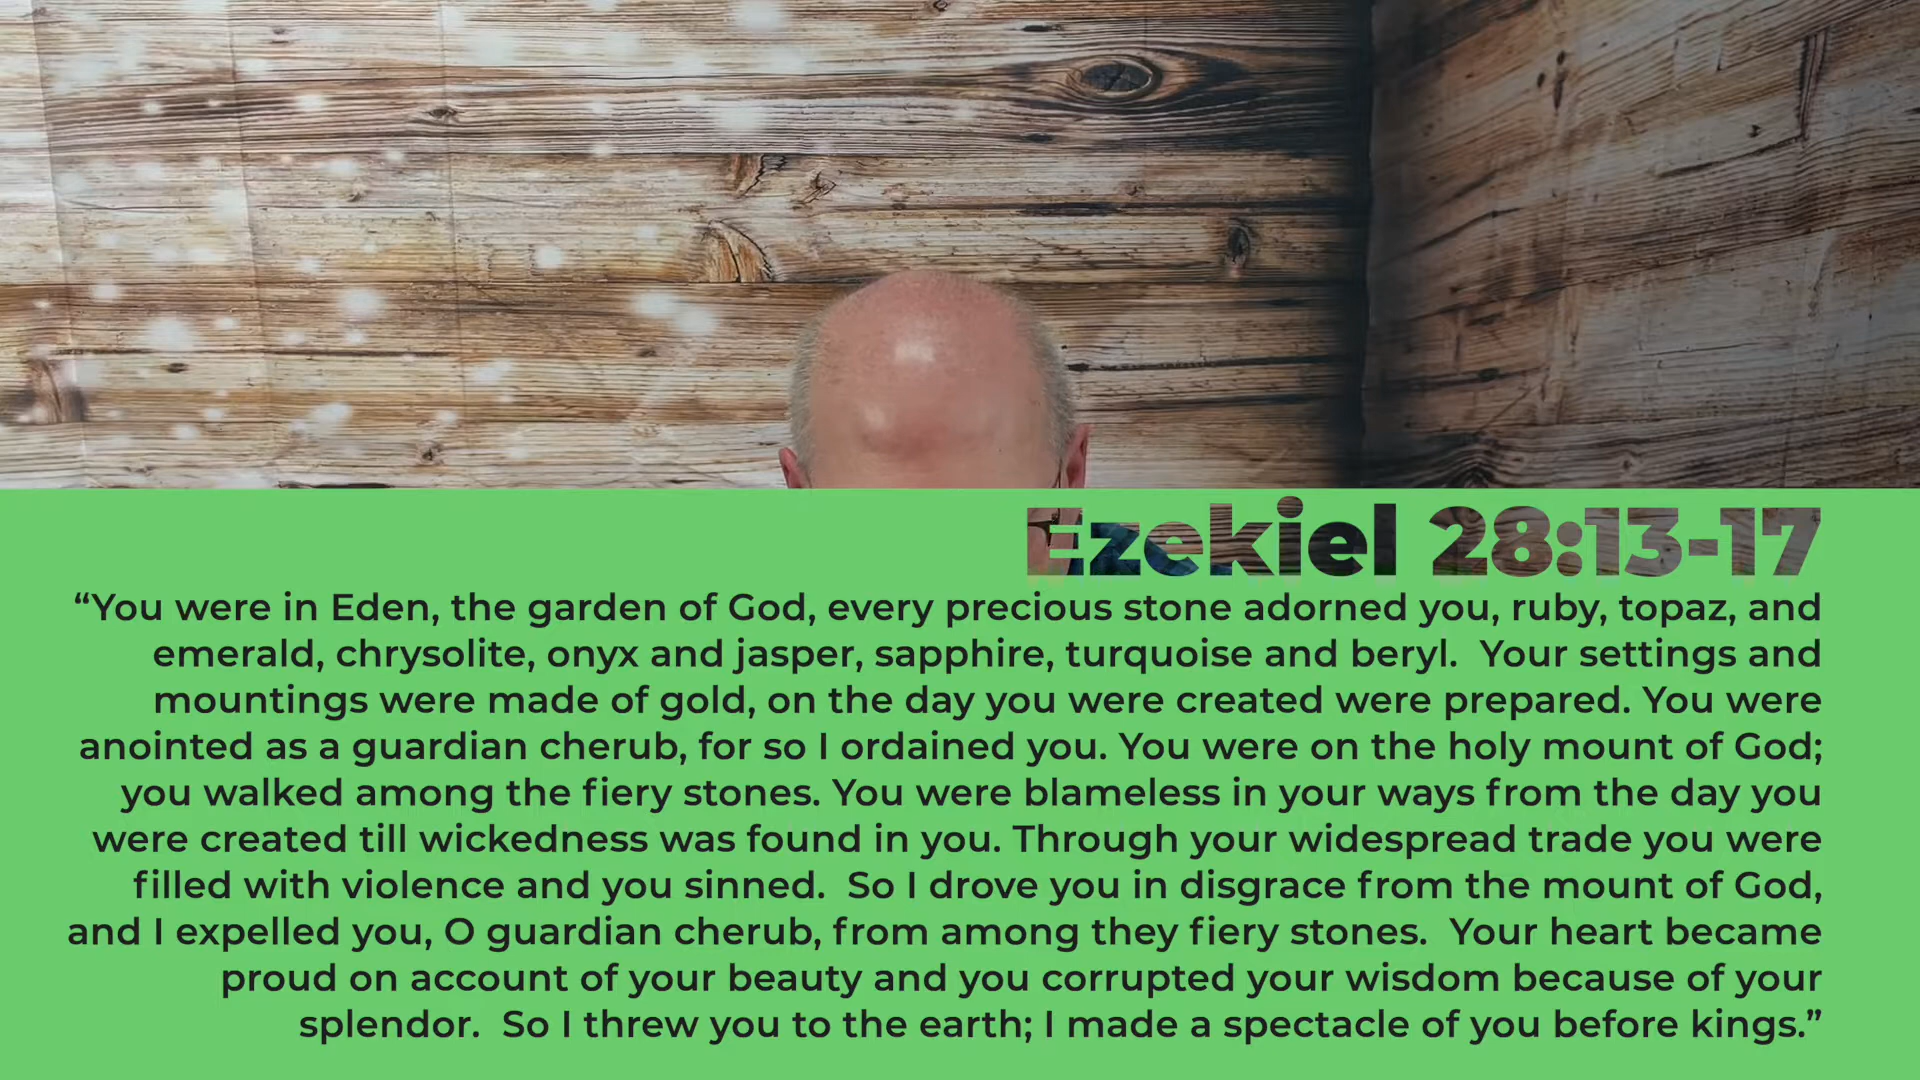 Ezekiel 28:13-17
“You were in Eden, the garden of God, every precious stone adorned you, ruby, topaz, and
emerald, chrysolite, onyx and jasper, sapphire, turquoise and beryl.  Your settings and
mountings were made of gold, on the day you were created were prepared. You were
anointed as a guardian cherub, for so I ordained you. You were on the holy mount of God;
you walked among the fiery stones. You were blameless in your ways from the day you
were created till wickedness was found in you. Through your widespread trade you were
filled with violence and you sinned.  So I drove you in disgrace from the mount of God,
and I expelled you, O guardian cherub, from among they fiery stones.  Your heart became
proud on account of your beauty and you corrupted your wisdom because of your
splendor.  So I threw you to the earth; I made a spectacle of you before kings.”